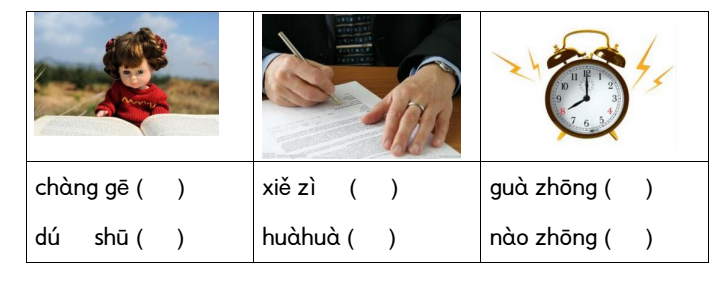 chàng gē (     )
dú     shū (     )
xiě zì     (     )
huàhuà (     )
guà zhōng (     )
nào zhōng (     )